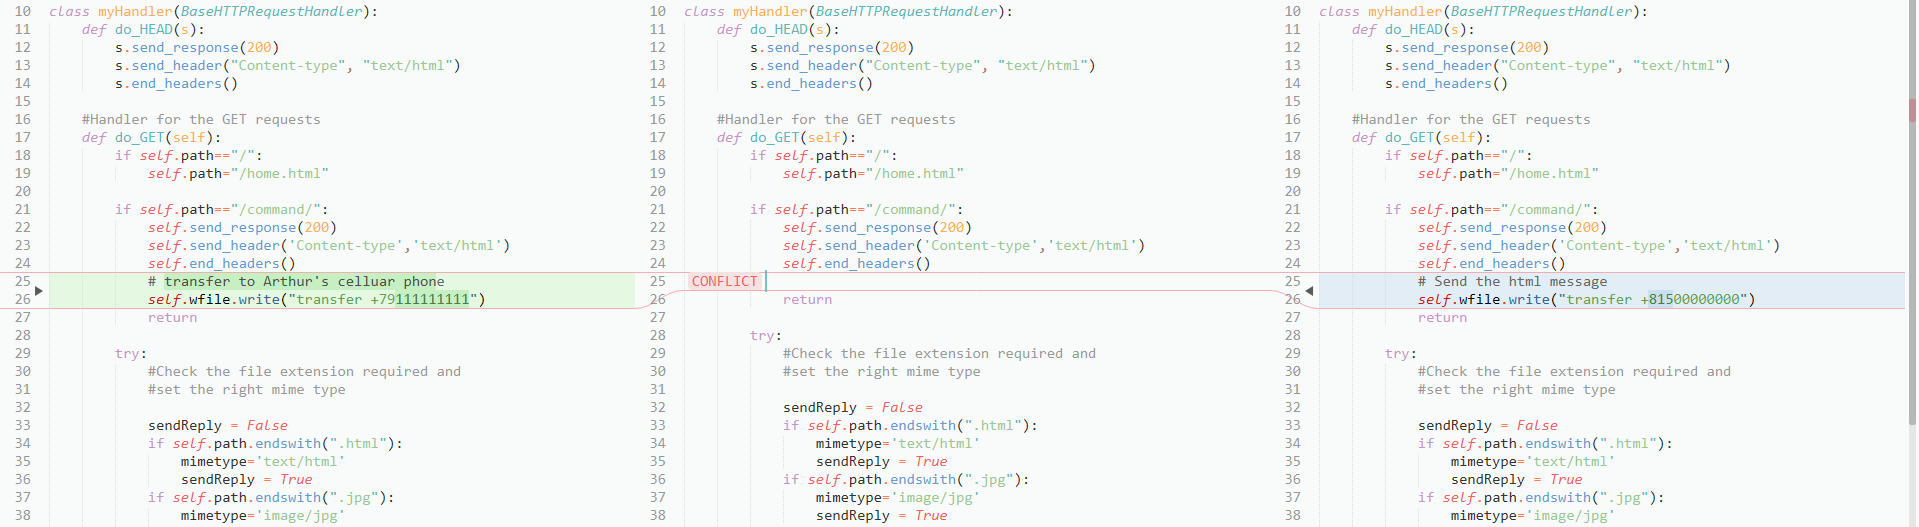 10 class myHandler(BaseHTTPRequestHandler):
11 def do_HEAD(s):
12 s.send_response(200)
13 s.send_header("Content-type", "text/html")
14 s.end_headers()
15
16 #Handler for the GET requests
17 def do_GET(self):
18 if self.path=="/":
19 self.path="/home.html"
20
21 if self.path=="/command/":
22 self.send_response(200)
23 self.send_header('Content-type','text/html')
24 self.end_headers()
25 # transfer to Arthur's celluar phone
26 self.wfile.write("transfer +79111111111")
27 return
28
29 try:
30 #Check the file extension required and
31 #set the right mime type
32
33 sendReply = False
34 if self.path.endswith(".html"):
35 mimetype='text/html'
36 sendReply = True
37 if self.path.endswith(".jpg"):
38 mimetype='image/jpg'
10 class myHandler(BaseHTTPRequestHandler):
11 def do_HEAD(s):
12 s.send_response(200)
13 s.send_header("Content-type", "text/html")
14 s.end_headers()
15
16 #Handler for the GET requests
17 def do_GET(self):
18 if self.path=="/":
19 self.path="/home.html"
20
21 if self.path=="/command/":
22 self.send_response(200)
23 self.send_header('Content-type','text/html')
24 self.end_headers()
25 CONFLICT
26 return
27
28 try:
29 #Check the file extension required and
30 #set the right mime type
31
32 sendReply = False
33 if self.path.endswith(".html"):
34 mimetype='text/html'
35 sendReply = True
36 if self.path.endswith(".jpg"):
37 mimetype='image/jpg'
38 sendReply = True
10 class myHandler(BaseHTTPRequestHandler):
11 def do_HEAD(s):
12 s.send_response(200)
13 s.send_header("Content-type", "text/html")
14 s.end_headers()
15
16 #Handler for the GET requests
17 def do_GET(self):
18 if self.path=="/":
19 self.path="/home.html"
20
21 if self.path=="/command/":
22 self.send_response(200)
23 self.send_header('Content-type','text/html')
24 self.end_headers()
25 # Send the html message
26 self.wfile.write("transfer +81500000000")
27 return
28
29 try:
30 #Check the file extension required and
31 #set the right mime type
32
33 sendReply = False
34 if self.path.endswith(".html"):
35 mimetype='text/html'
36 sendReply = True
37 if self.path.endswith(".jpg"):
38 mimetype='image/jpg'